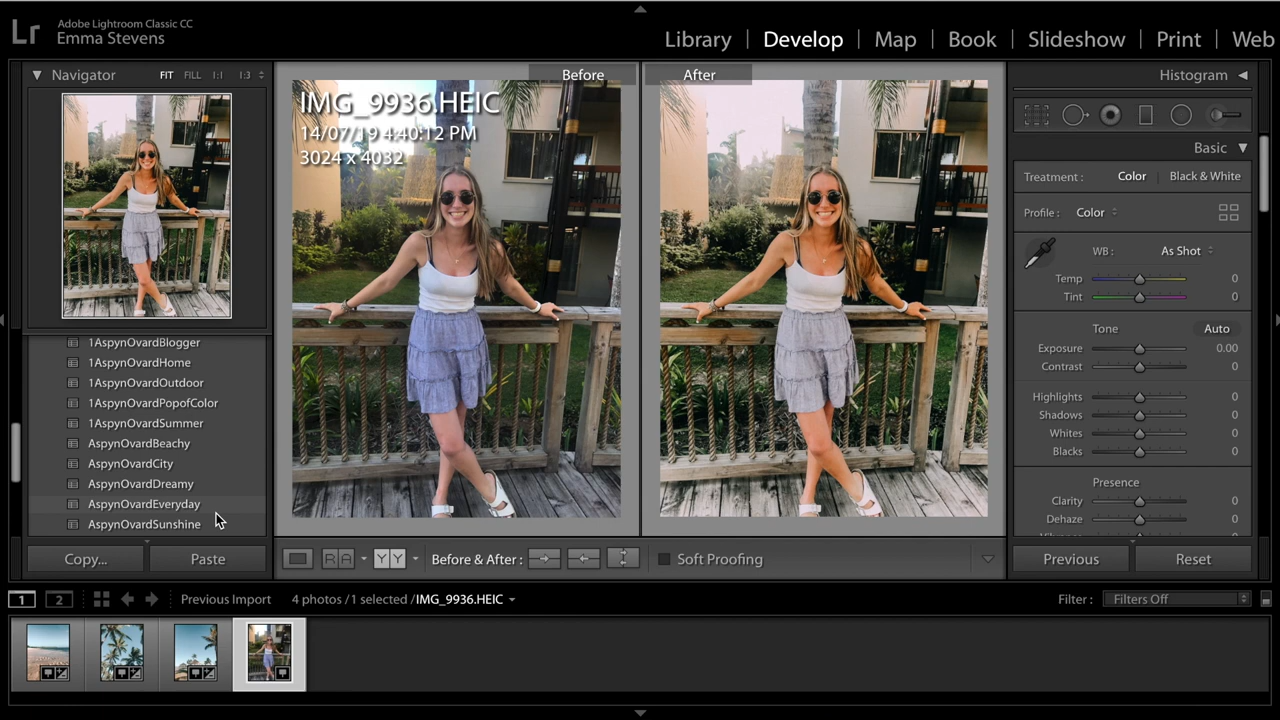 Lr
Adobe Lightroom Classic CC
Emma Stevens
Library | Develop | Map | Book | Slideshow | Print | Web
Navigator FIT FILL 1:1 1:3
1AspynOvardBlogger
1AspynOvardHome
1AspynOvardOutdoor
1AspynOvardPopofColor
1AspynOvardSummer
AspynOvardBeachy
AspynOvardCity
AspynOvardDreamy
AspynOvardEveryday
AspynOvardSunshine
Copy... Paste
Before After
IMG_9936.HEIC
14/07/19 4:40:12 PM
3024 x 4032
R A Y Y Before & After : Soft Proofing
Histogram
Basic
Treatment : Color | Black & White
Profile : Color
WB : As Shot
Temp 0
Tint 0
Tone Auto
Exposure 0.00
Contrast 0
Highlights 0
Shadows 0
Whites 0
Blacks 0
Presence
Clarity 0
Dehaze 0
Previous Reset
1 2 Previous Import 4 photos / 1 selected / IMG_9936.HEIC Filter : Filters Off